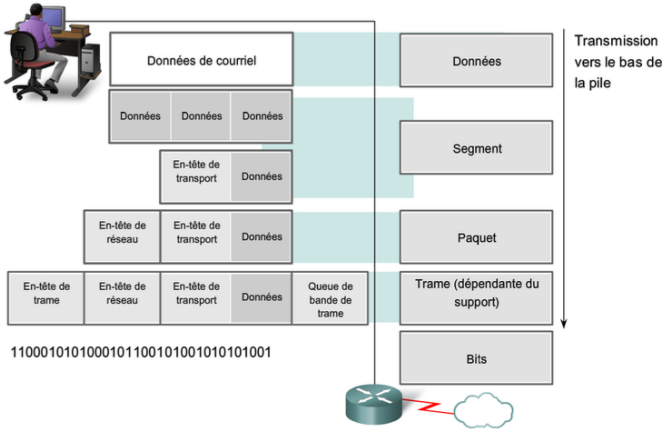 Données de courriel
Données
Transmission
vers le bas de
la pile
Données
Données
Données
Segment
En-tête de
transport
Données
En-tête de
réseau
En-tête de
transport
Données
Paquet
En-tête de
trame
En-tête de
réseau
En-tête de
transport
Données
Queue de
bande de
trame
Trame (dépendante du
support)
1100010101000101100101001010101001
Bits